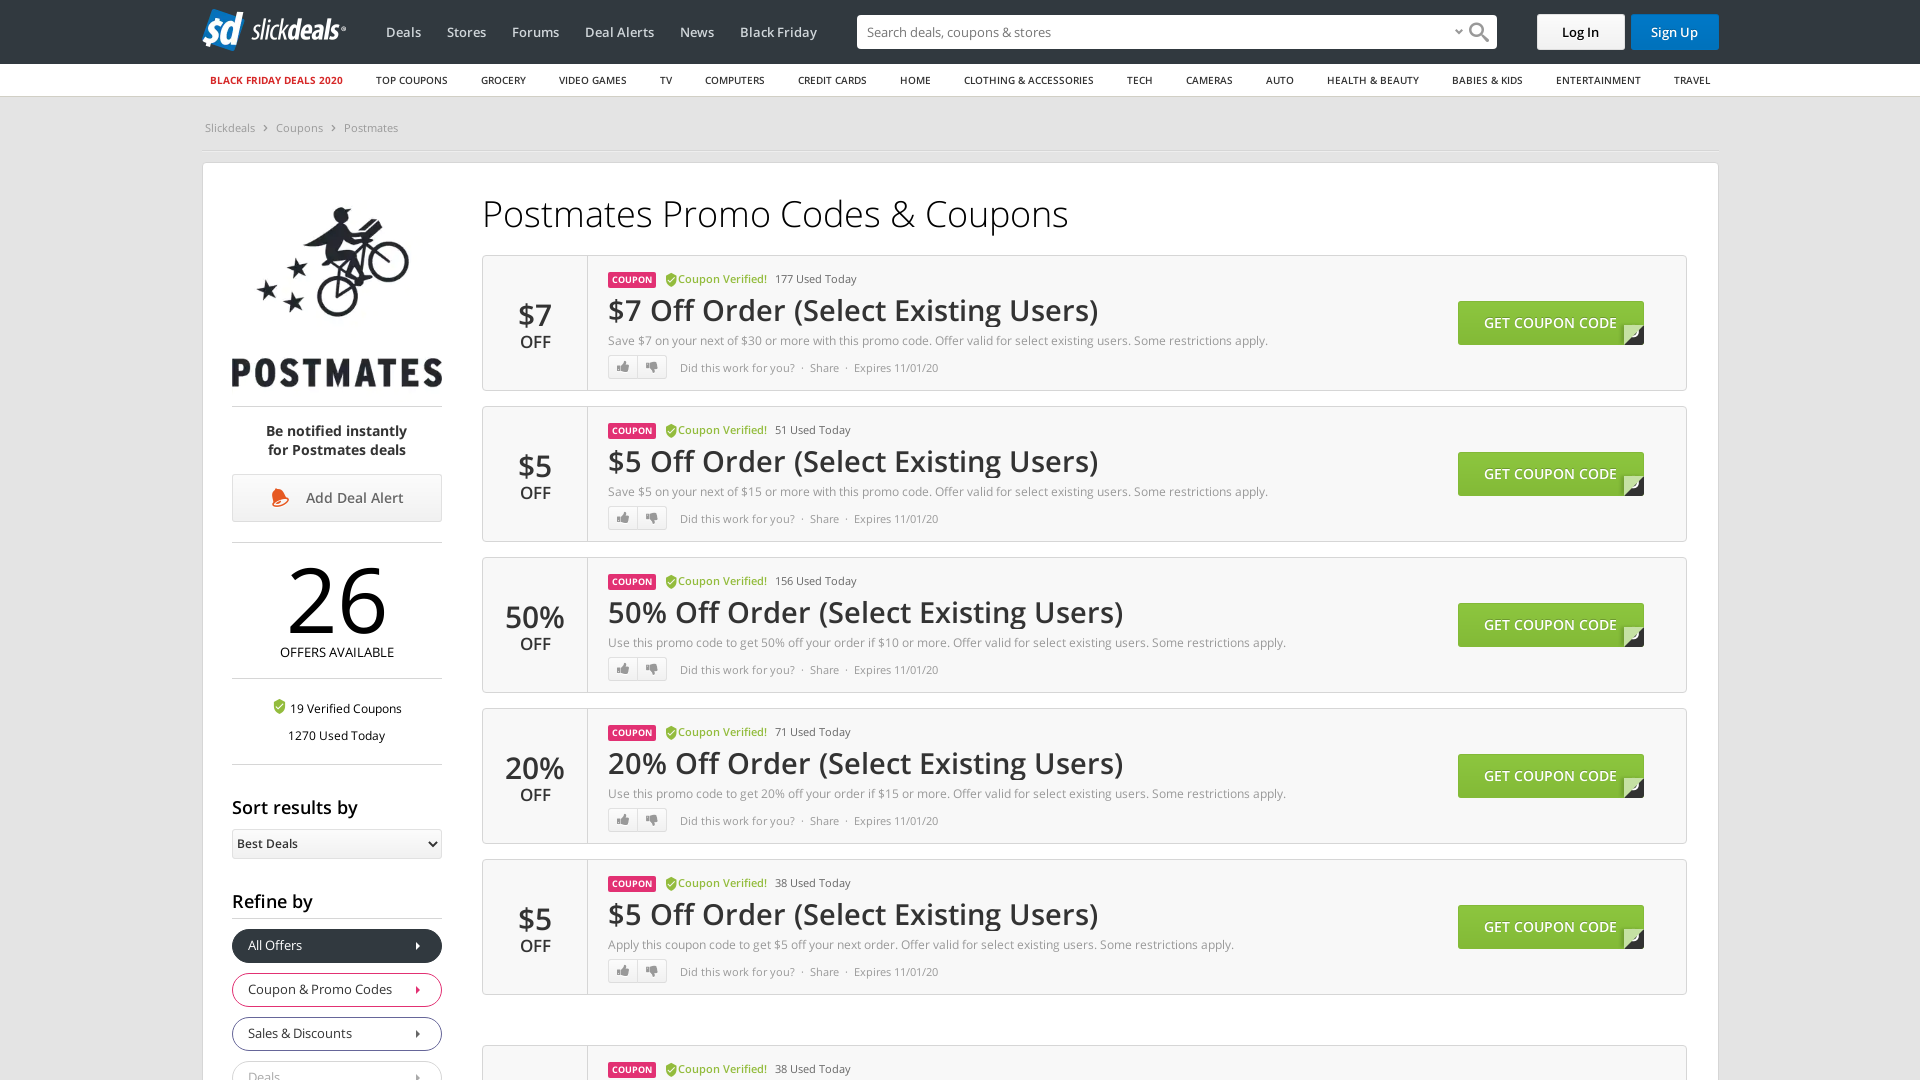 sd slickdeals
Deals
Stores
Forums
Deal Alerts
News
Black Friday
Search deals, coupons & stores
Log In
Sign Up
BLACK FRIDAY DEALS 2020
TOP COUPONS
GROCERY
VIDEO GAMES
TV
COMPUTERS
CREDIT CARDS
HOME
CLOTHING & ACCESSORIES
TECH
CAMERAS
AUTO
HEALTH & BEAUTY
BABIES & KIDS
ENTERTAINMENT
TRAVEL
Slickdeals › Coupons › Postmates
POSTMATES
Be notified instantly
for Postmates deals
Add Deal Alert
26
OFFERS AVAILABLE
19 Verified Coupons
1270 Used Today
Sort results by
Best Deals
Refine by
All Offers
Coupon & Promo Codes
Sales & Discounts
Deals
Postmates Promo Codes & Coupons
$7
OFF
COUPON Coupon Verified! 177 Used Today
$7 Off Order (Select Existing Users)
Save $7 on your next of $30 or more with this promo code. Offer valid for select existing users. Some restrictions apply.
Did this work for you? · Share · Expires 11/01/20
GET COUPON CODE
$5
OFF
COUPON Coupon Verified! 51 Used Today
$5 Off Order (Select Existing Users)
Save $5 on your next of $15 or more with this promo code. Offer valid for select existing users. Some restrictions apply.
Did this work for you? · Share · Expires 11/01/20
GET COUPON CODE
50%
OFF
COUPON Coupon Verified! 156 Used Today
50% Off Order (Select Existing Users)
Use this promo code to get 50% off your order if $10 or more. Offer valid for select existing users. Some restrictions apply.
Did this work for you? · Share · Expires 11/01/20
GET COUPON CODE
20%
OFF
COUPON Coupon Verified! 71 Used Today
20% Off Order (Select Existing Users)
Use this promo code to get 20% off your order if $15 or more. Offer valid for select existing users. Some restrictions apply.
Did this work for you? · Share · Expires 11/01/20
GET COUPON CODE
$5
OFF
COUPON Coupon Verified! 38 Used Today
$5 Off Order (Select Existing Users)
Apply this coupon code to get $5 off your next order. Offer valid for select existing users. Some restrictions apply.
Did this work for you? · Share · Expires 11/01/20
GET COUPON CODE
COUPON Coupon Verified! 38 Used Today